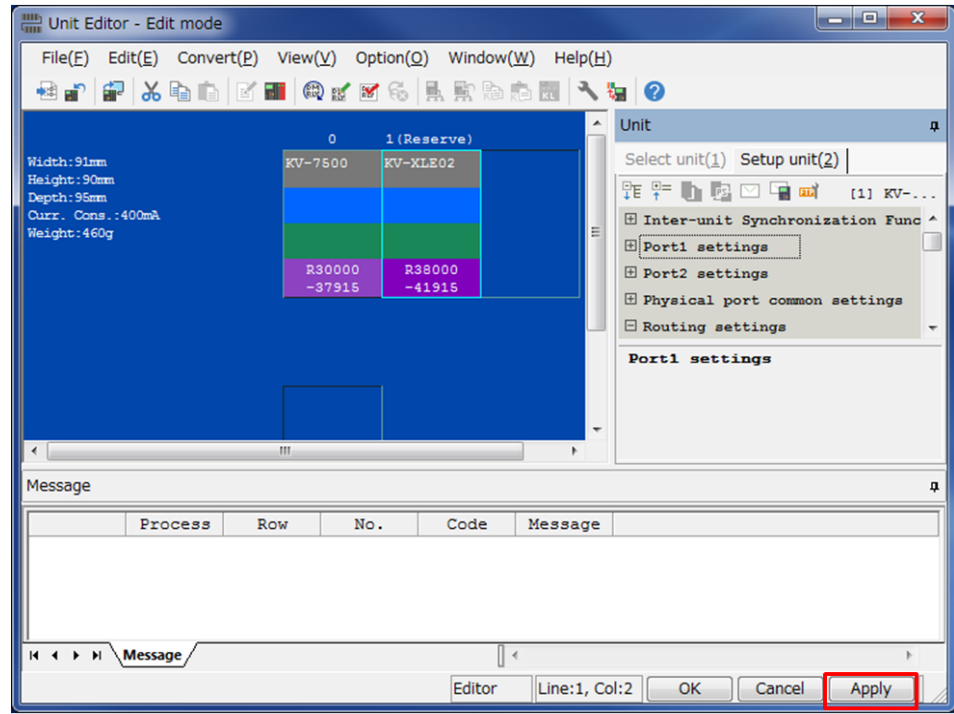 Unit Editor - Edit mode
File(F) Edit(E) Convert(P) View(V) Option(O) Window(W) Help(H)
0 1(Reserve)
Width:91mm
Height:90mm
Depth:95mm
Curr. Cons.:400mA
Weight:460g
KV-7500 KV-XLE02
R30000 R38000
-37915 -41915
Unit
Select unit(1) Setup unit(2)
[1] KV-...
Inter-unit Synchronization Func
Port1 settings
Port2 settings
Physical port common settings
Routing settings
Port1 settings
Message
Process Row No. Code Message
Message
Editor Line:1, Col:2 OK Cancel Apply